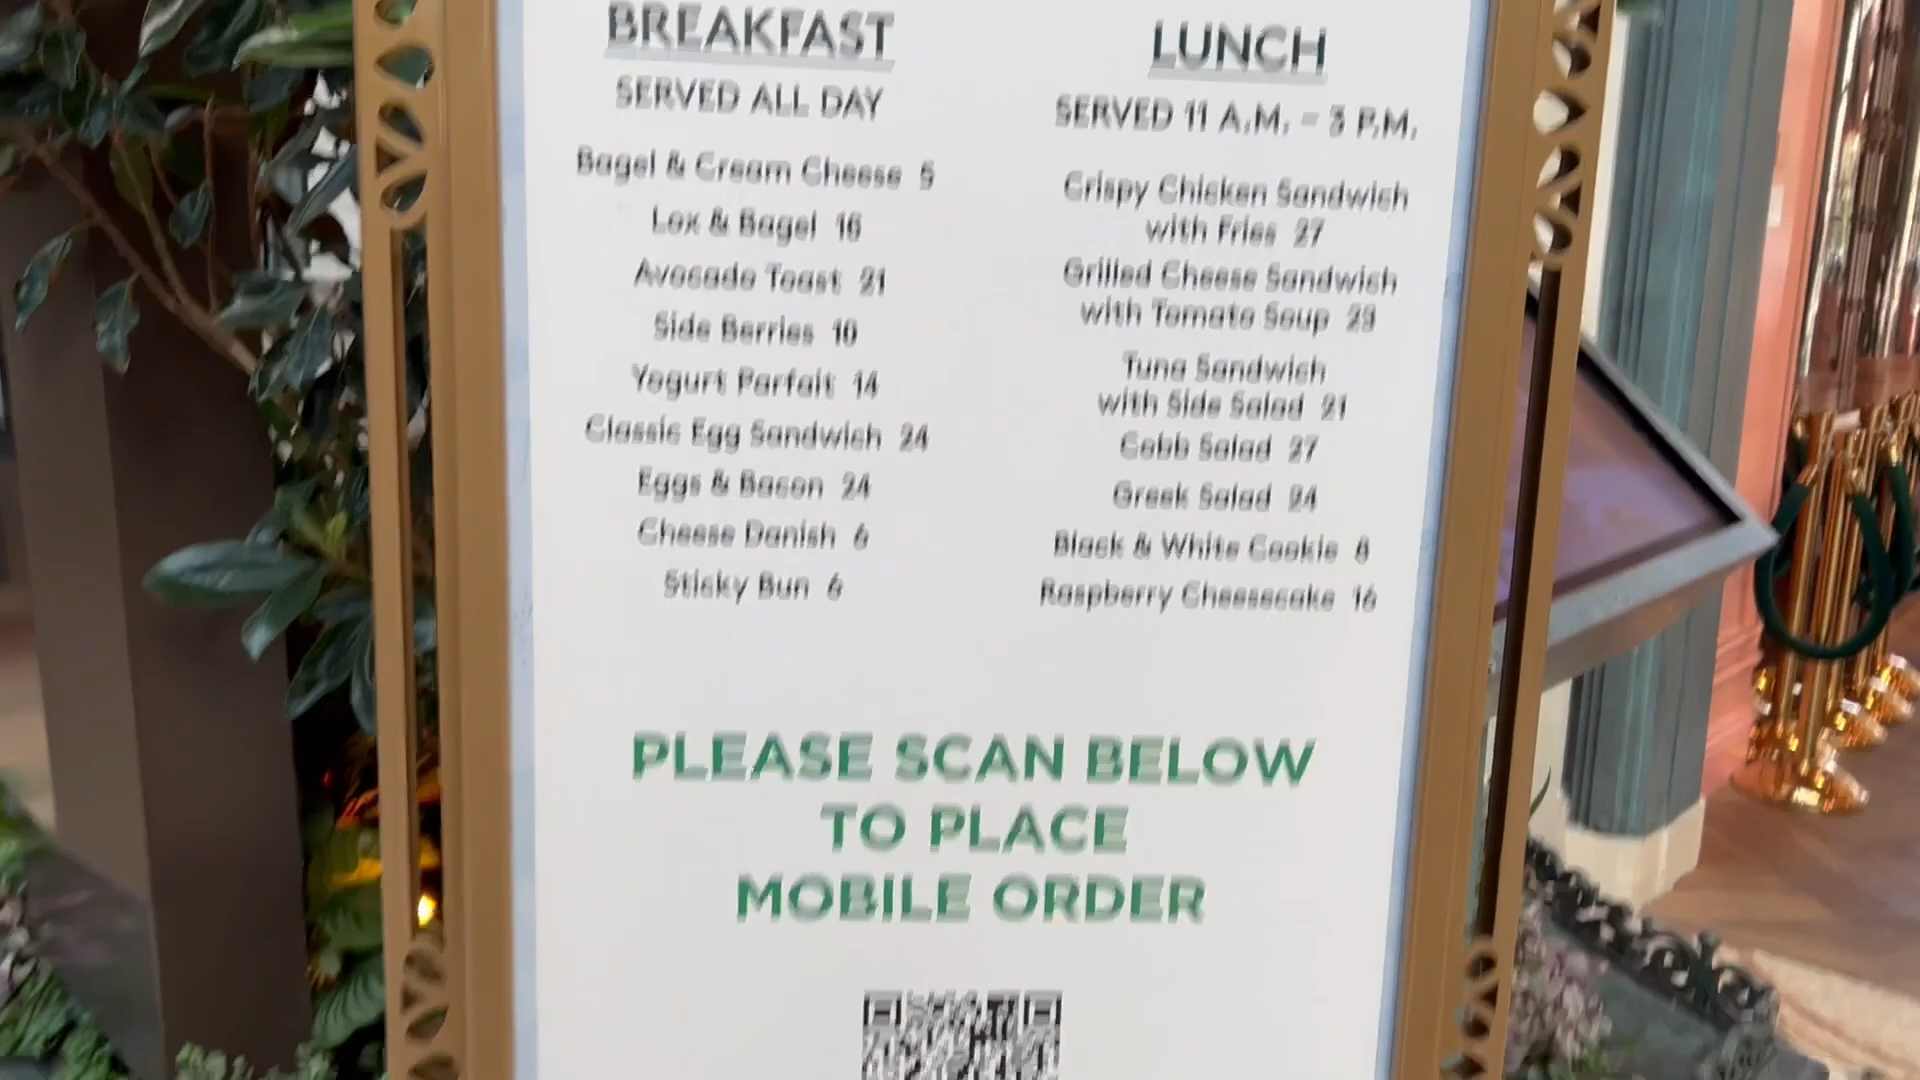 BREAKFAST
SERVED ALL DAY
Bagel & Cream Cheese 5
Lox & Bagel 16
Avocado Toast 21
Side Berries 10
Yogurt Parfait 14
Classic Egg Sandwich 24
Eggs & Bacon 24
Cheese Danish 6
Sticky Bun 6
LUNCH
SERVED 11 A.M. - 3 P.M.
Crispy Chicken Sandwich
with Fries 27
Grilled Cheese Sandwich
with Tomato Soup 23
Tuna Sandwich
with Side Salad 21
Cobb Salad 27
Greek Salad 24
Black & White Cookie
Raspberry Cheesecake 16
PLEASE SCAN BELOW
TO PLACE
MOBILE ORDER